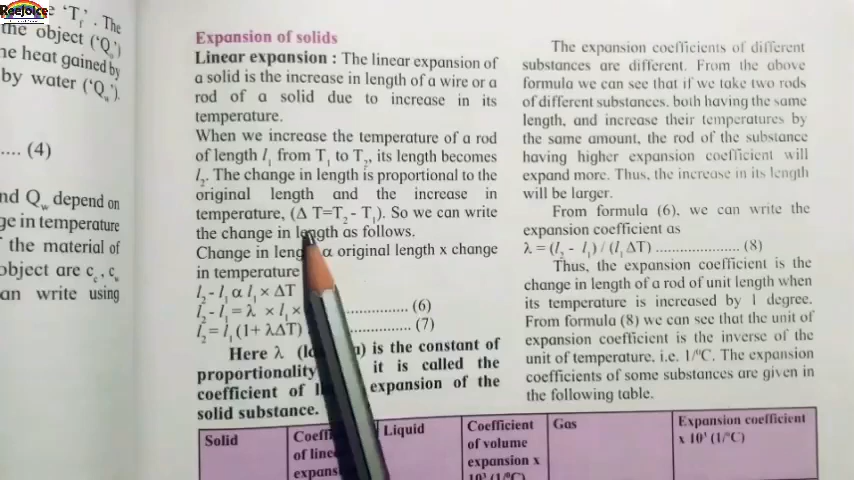 Reejoice
e 'T_f'. The
the object ('Q_o')
he heat gained by
by water ('Q_w').
.... (4)
nd Q_w depend on
ge in temperature
f the material of
object are c_c, c_w
an write using
Expansion of solids
Linear expansion : The linear expansion of
a solid is the increase in length of a wire or a
rod of a solid due to increase in its
temperature.
When we increase the temperature of a rod
of length l₁ from T₁ to T₂, its length becomes
l₂. The change in length is proportional to the
original length and the increase in
temperature, (Δ T=T₂ - T₁). So we can write
the change in length as follows.
Change in leng α original length x change
in temperature
l₂- l₁ α l₁ × ΔT
l₂- l₁ = λ × l₁ × ................ (6)
l₂= l₁ (1+ λΔT) ............... (7)
Here λ (la a) is the constant of
proportionality it is called the
coefficient of li expansion of the
solid substance.
The expansion coefficients of different
substances are different. From the above
formula we can see that if we take two rods
of different substances, both having the same
length, and increase their temperatures by
the same amount, the rod of the substance
having higher expansion coefficient will
expand more. Thus, the increase in its length
will be larger.
From formula (6), we can write the
expansion coefficient as
λ = (l₂ - l₁) / (l₁ ΔT) ..................... (8)
Thus, the expansion coefficient is the
change in length of a rod of unit length when
its temperature is increased by 1 degree.
From formula (8) we can see that the unit of
expansion coefficient is the inverse of the
unit of temperature, i.e. 1/°C. The expansion
coefficients of some substances are given in
the following table.
Solid
Coeffi
of linea
expans
Liquid
Coefficient
of volume
expansion x
10³ (1/°C)
Gas
Expansion coefficient
x 10³ (1/°C)